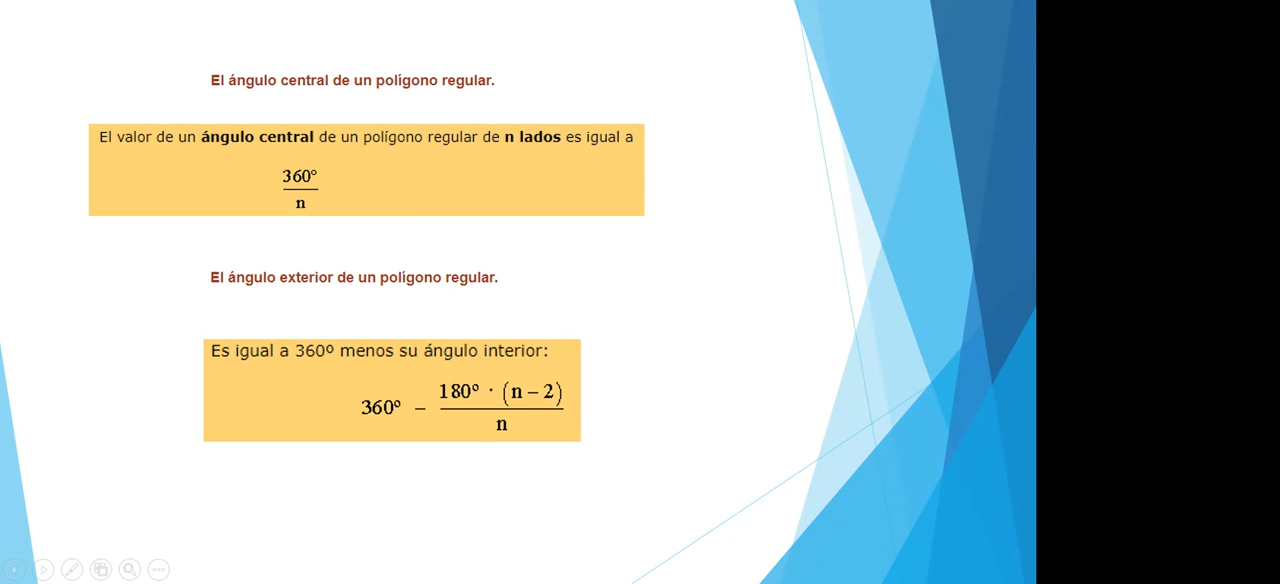 El ángulo central de un polígono regular.
El valor de un ángulo central de un polígono regular de n lados es igual a
360º
n
El ángulo exterior de un polígono regular.
Es igual a 360º menos su ángulo interior:
360º − 180º · (n − 2)
n